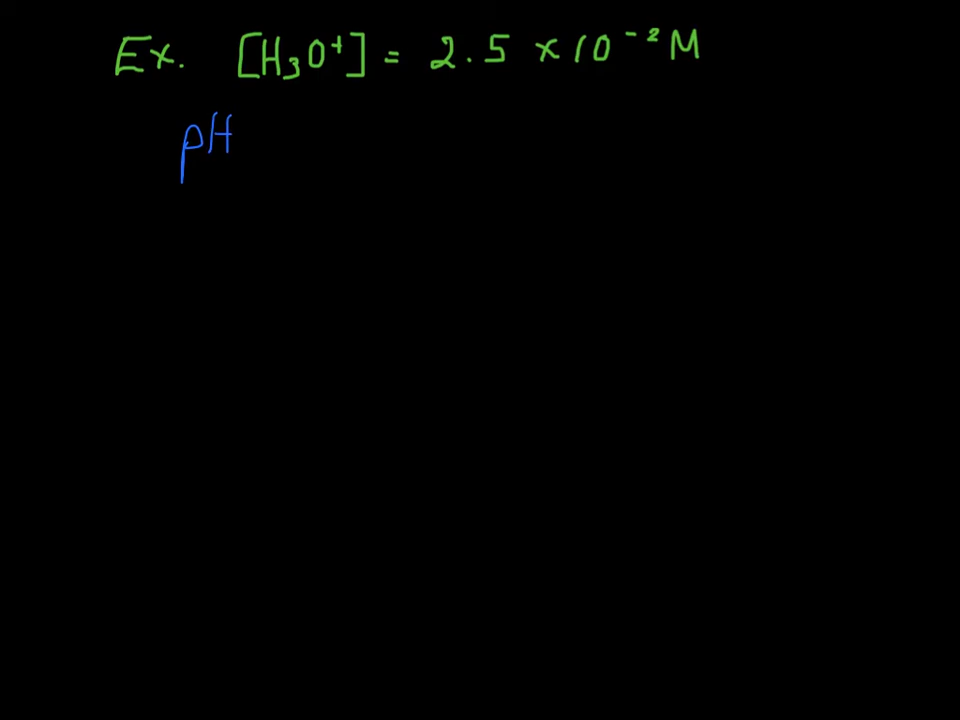 Ex. [H₃O⁺] = 2.5 ×10⁻² M
pH